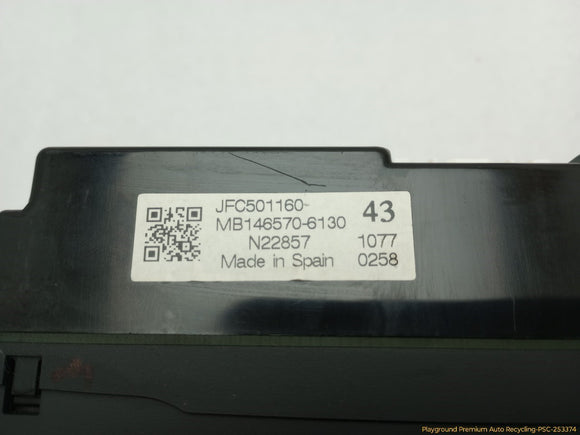 JFC501160-
MB146570-6130
43
N22857
1077
Made in Spain
0258
Playground Premium Auto Recycling-PSC-253374